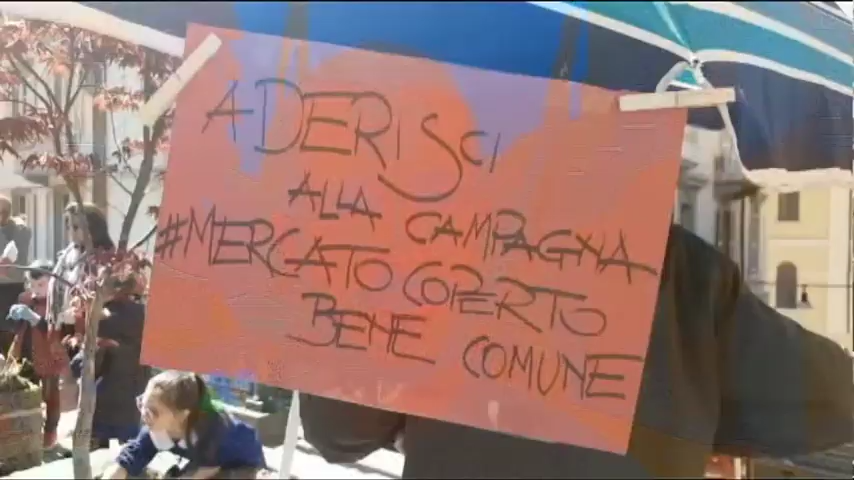 ADERISCI
ALLA CAMPAGNA
#MERCATO COPERTO
BENE COMUNE